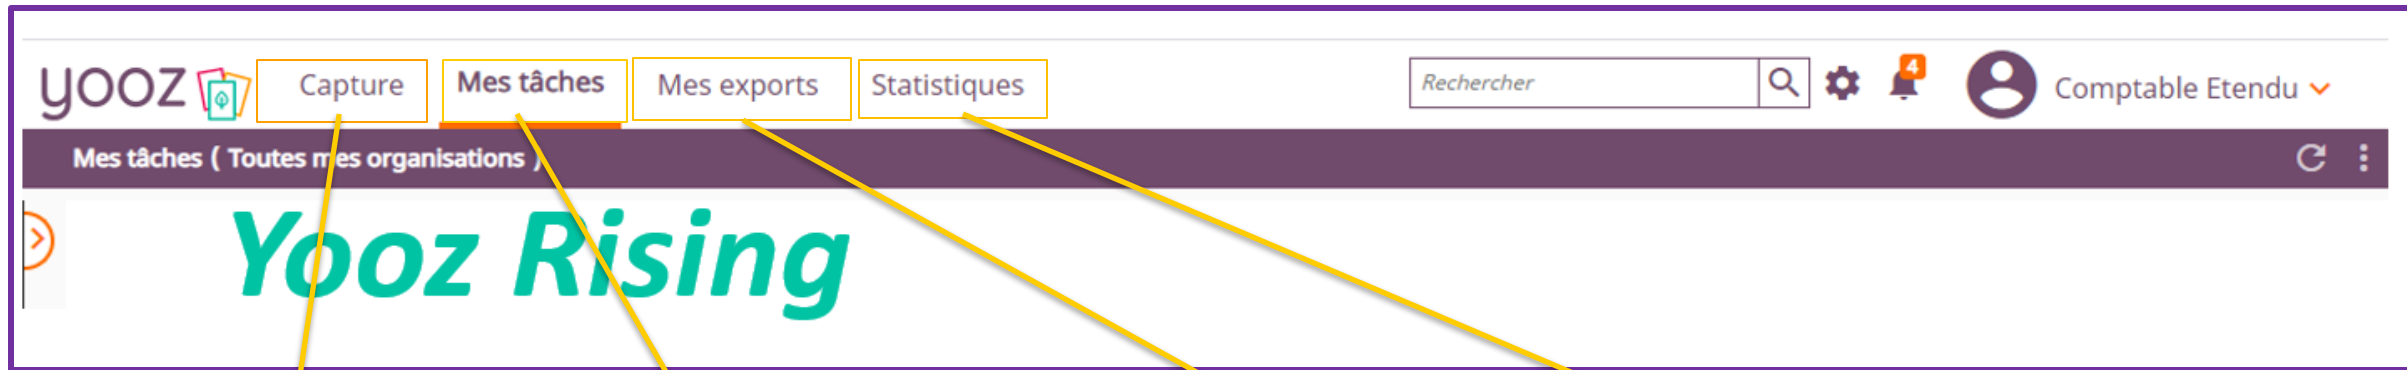 yooz Capture Mes tâches Mes exports Statistiques Rechercher 4 Comptable Etendu
Mes tâches ( Toutes mes organisations )
Yooz Rising